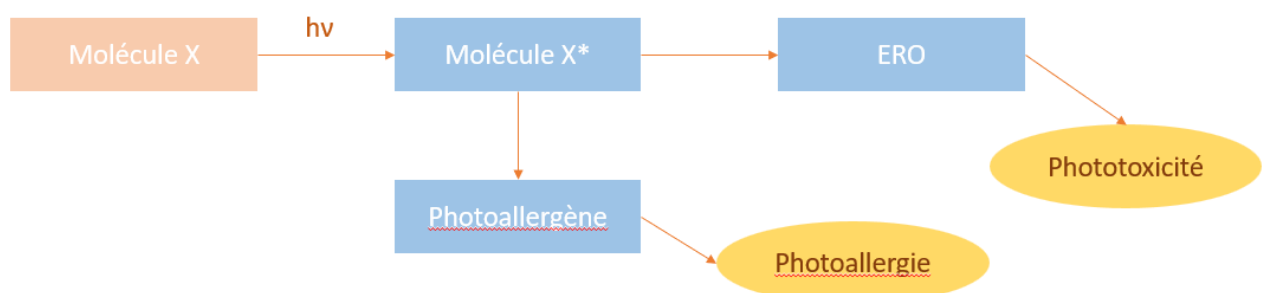 hν
Molécule X
Molécule X*
ERO
Phototoxicité
Photoallergène
Photoallergie